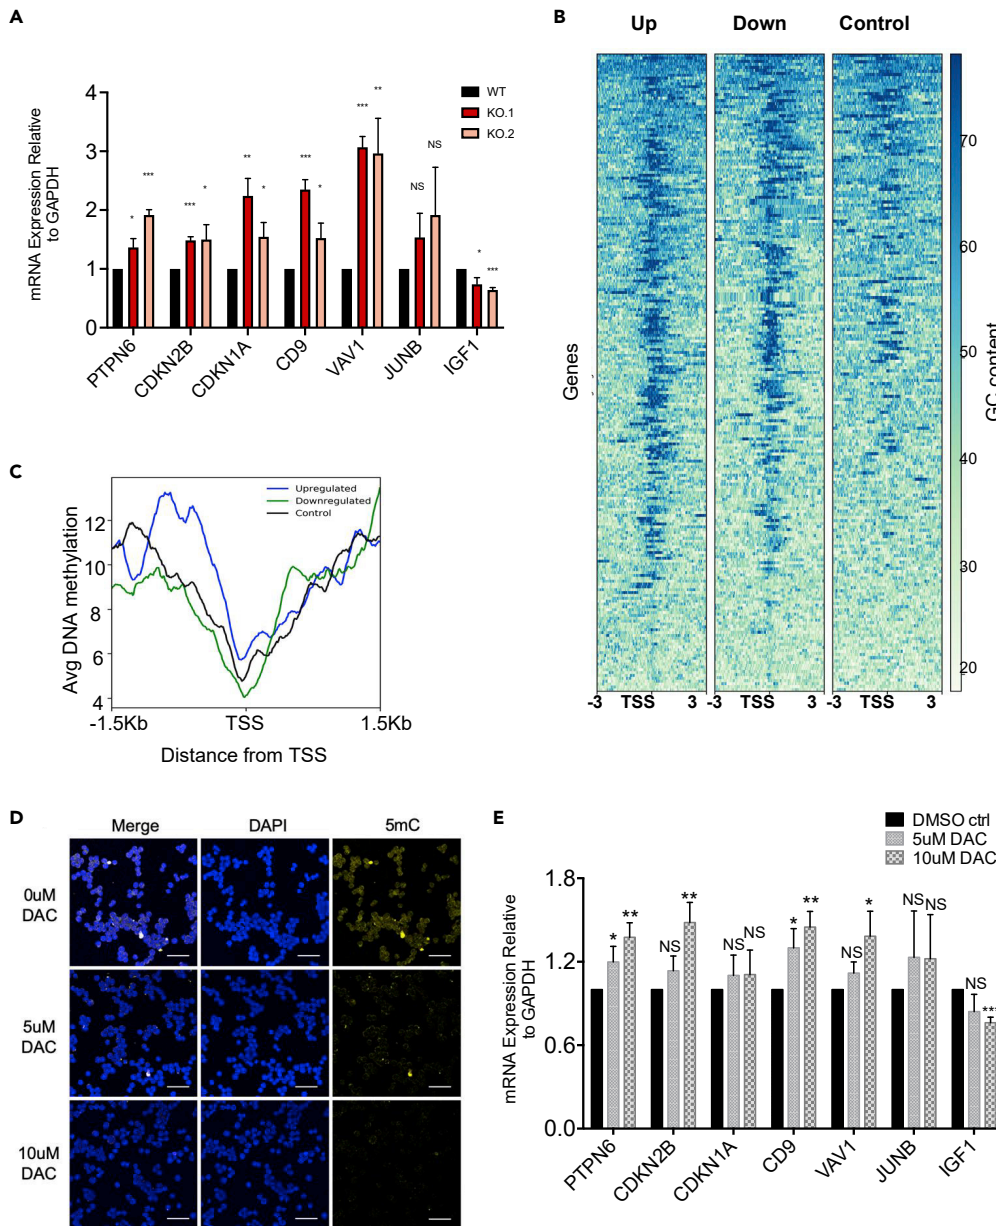 A
mRNA Expression Relative
to GAPDH
4
3
2
1
0
WT
KO.1
KO.2
* *** *** * ** * *** * *** ** NS NS * ***
PTPN6 CDKN2B CDKN1A CD9 VAV1 JUNB IGF1
B
Up Down Control
Genes
70
60
50
40
30
20
GC content
-3 TSS 3 -3 TSS 3 -3 TSS 3
C
Avg DNA methylation
12
10
8
6
4
Upregulated
Downregulated
Control
-1.5Kb TSS 1.5Kb
Distance from TSS
D
Merge DAPI 5mC
0uM
DAC
5uM
DAC
10uM
DAC
E
DMSO ctrl
5uM DAC
10uM DAC
mRNA Expression Relative
to GAPDH
1.8
1.2
0.6
0.0
* ** NS ** NS NS * ** NS * NS NS NS ***
PTPN6 CDKN2B CDKN1A CD9 VAV1 JUNB IGF1